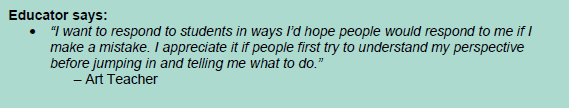 Educator says:
• “I want to respond to students in ways I’d hope people would respond to me if I
make a mistake. I appreciate it if people first try to understand my perspective
before jumping in and telling me what to do.”
– Art Teacher